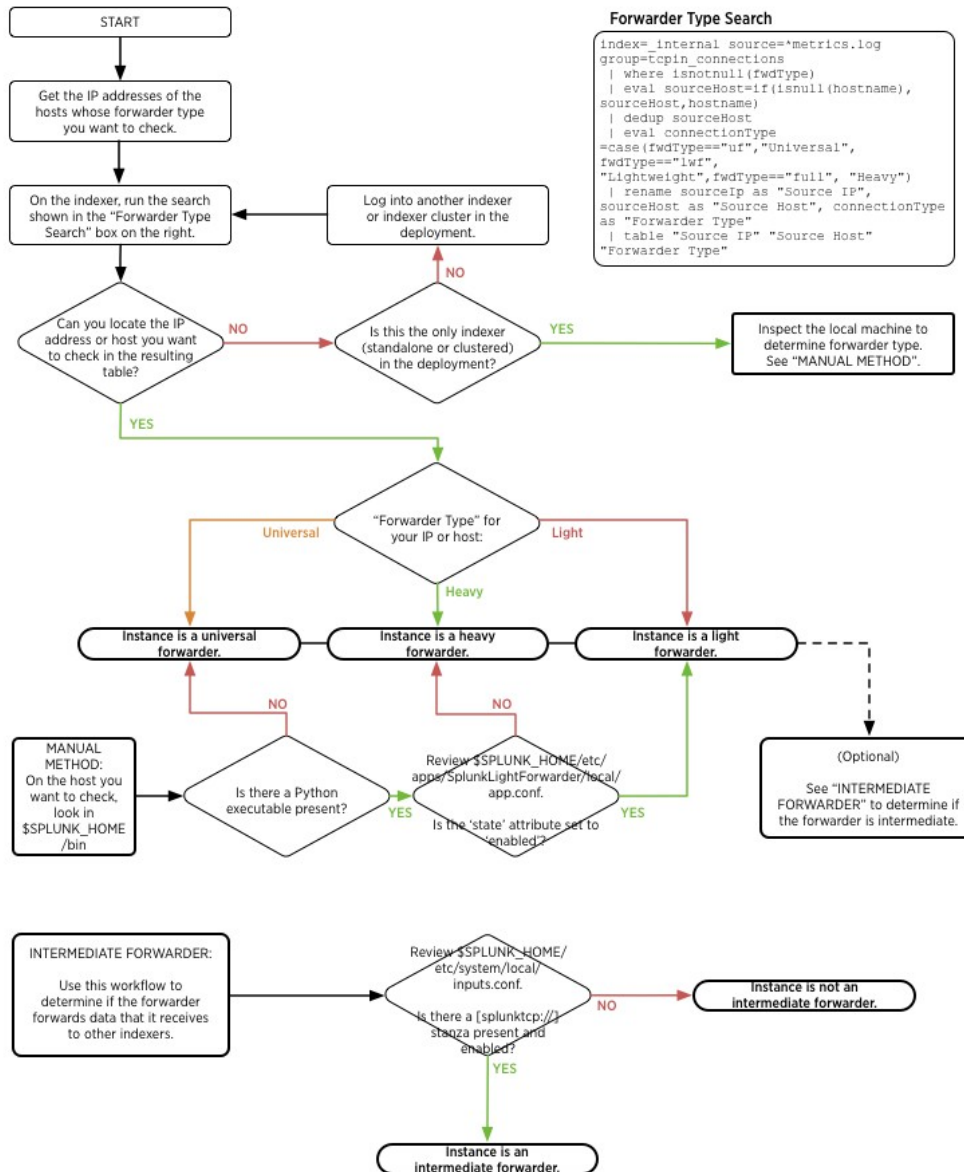 START
Forwarder Type Search
index=_internal source=*metrics.log
group=tcpin_connections
| where isnotnull(fwdType)
| eval sourceHost=if(isnull(hostname),
sourceHost,hostname)
| dedup sourceHost
| eval connectionType
=case(fwdType=="uf","Universal",
fwdType=="lwf",
"Lightweight",fwdType=="full", "Heavy")
| rename sourceIp as "Source IP",
sourceHost as "Source Host", connectionType
as "Forwarder Type"
| table "Source IP" "Source Host"
"Forwarder Type"
Get the IP addresses of the
hosts whose forwarder type
you want to check.
On the indexer, run the search
shown in the “Forwarder Type
Search” box on the right.
Log into another indexer
or indexer cluster in the
deployment.
NO
Can you locate the IP
address or host you want
to check in the resulting
table?
NO
Is this the only indexer
(standalone or clustered)
in the deployment?
YES
Inspect the local machine to
determine forwarder type.
See “MANUAL METHOD”.
YES
“Forwarder Type” for
your IP or host:
Universal
Light
Heavy
Instance is a universal
forwarder.
Instance is a heavy
forwarder.
Instance is a light
forwarder.
NO
NO
MANUAL
METHOD:
On the host you
want to check,
look in
$SPLUNK_HOME
/bin
Is there a Python
executable present?
YES
Review $SPLUNK_HOME/etc/
apps/SplunkLightForwarder/local/
app.conf.
Is the ‘state’ attribute set to
‘enabled’?
YES
(Optional)
See “INTERMEDIATE
FORWARDER” to determine if
the forwarder is intermediate.
INTERMEDIATE FORWARDER:
Use this workflow to
determine if the forwarder
forwards data that it receives
to other indexers.
Review $SPLUNK_HOME/
etc/system/local/
inputs.conf.
Is there a [splunktcp://]
stanza present and
enabled?
NO
Instance is not an
intermediate forwarder.
YES
Instance is an
intermediate forwarder.